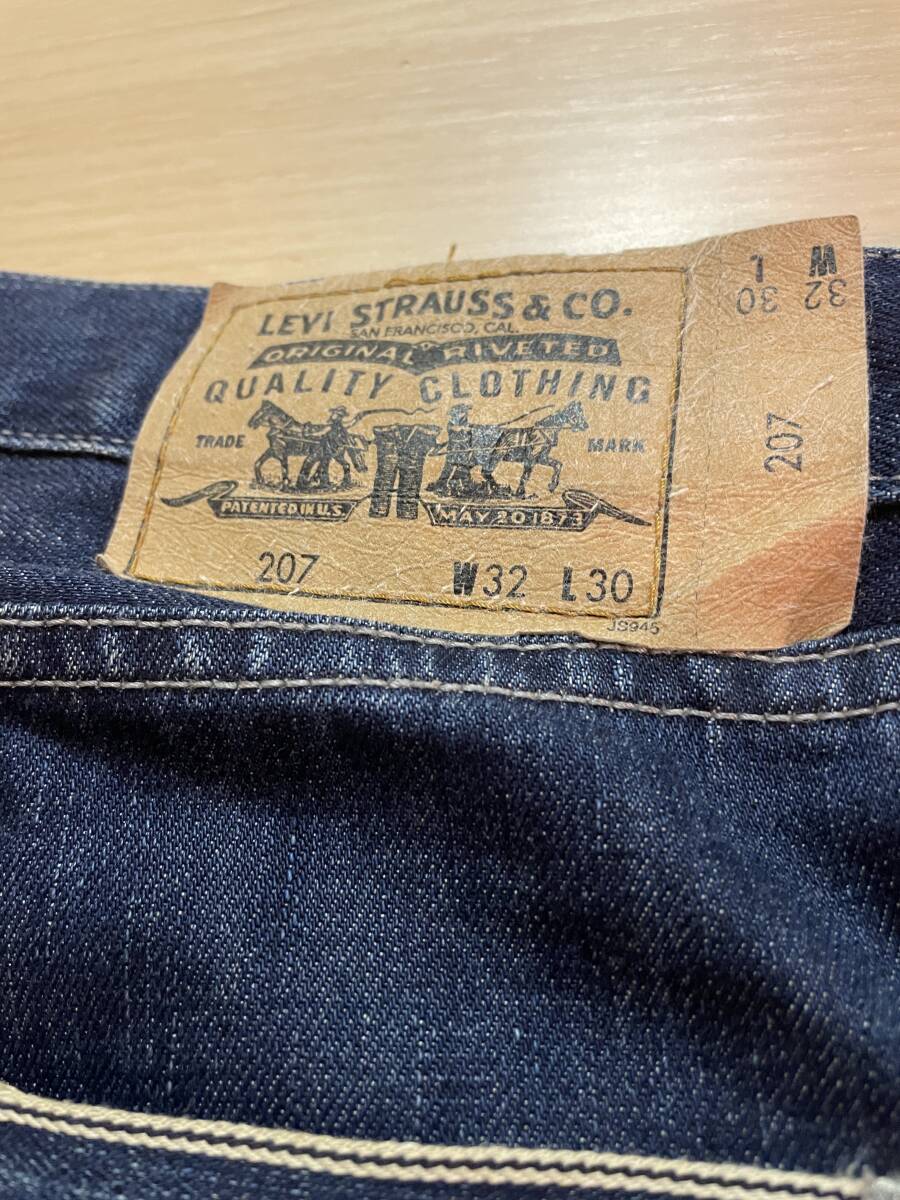 LEVI STRAUSS & CO.
SAN FRANCISCO, CAL.
ORIGINAL RIVETED
QUALITY CLOTHING
TRADE MARK
PATENTED IN U.S. MAY 20 1873
207 W32 L30
JS945
W L
32 30
207